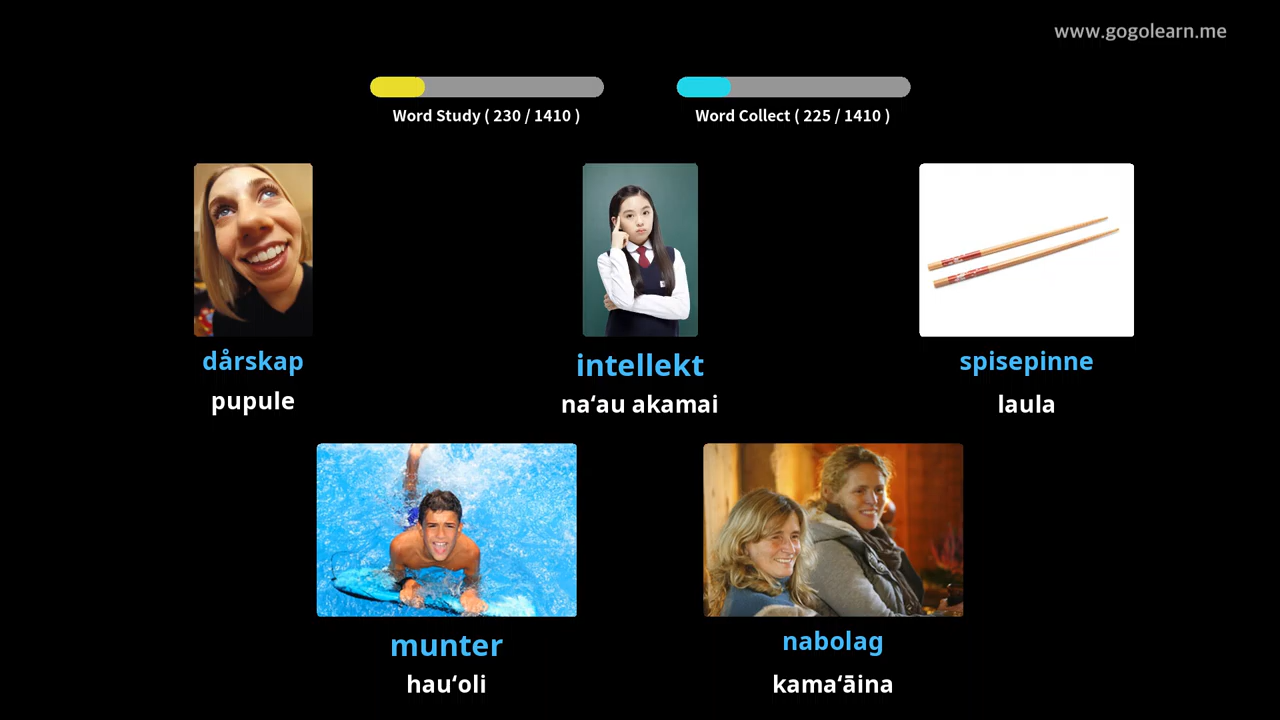 www.gogolearn.me
Word Study ( 230 / 1410 )
Word Collect ( 225 / 1410 )
dårskap
pupule
intellekt
naʻau akamai
spisepinne
laula
munter
hauʻoli
nabolag
kamaʻāina